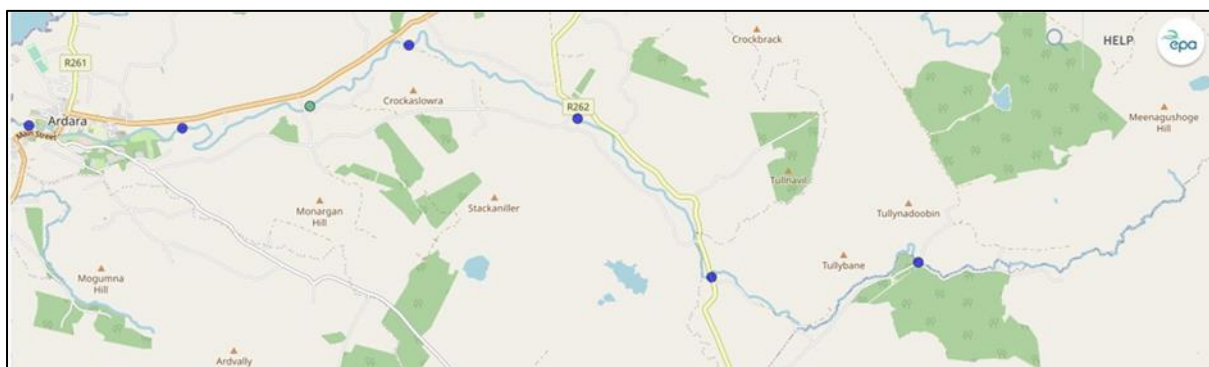 HELP
epa
R261
Crockbrack
Ardara
Main Street
Crockaslowra
R262
Meenagushoge
Hill
Tullnavil
Monargan
Hill
Stackaniller
Tullynadoobin
Tullybane
Mogumna
Hill
Ardvally